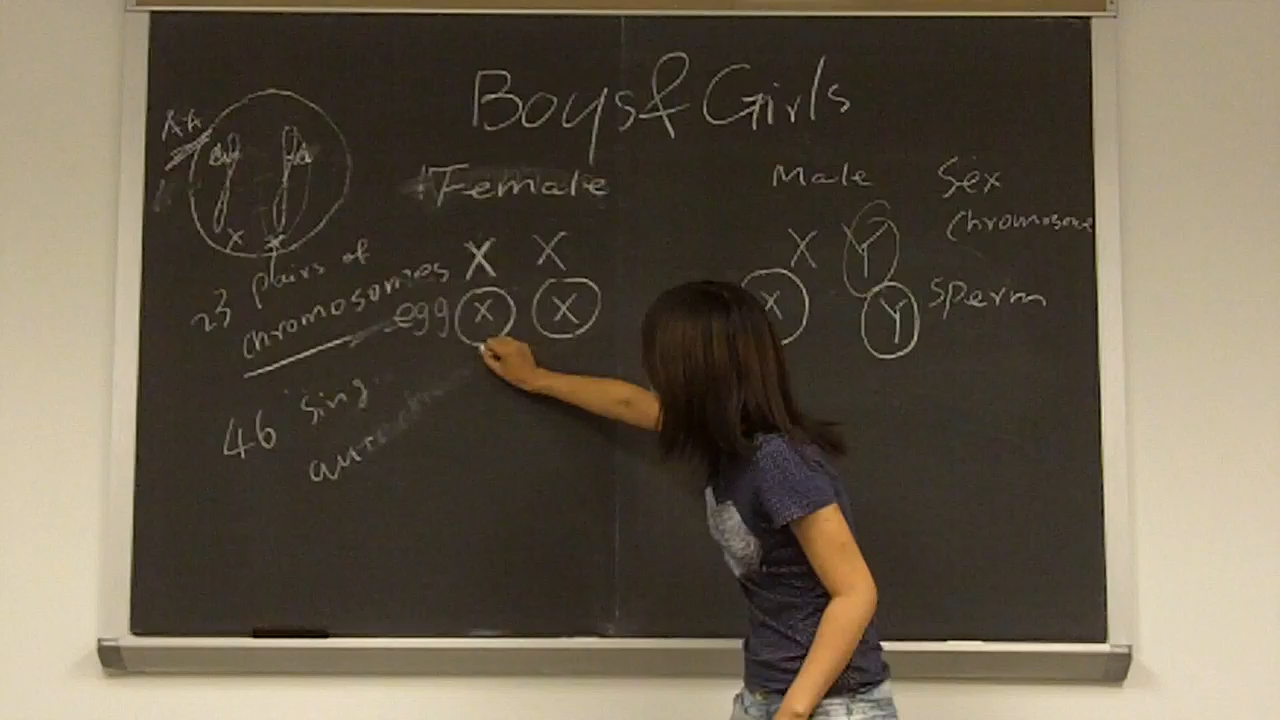 Boys & Girls
AA
Female
Male
Sex
chromosome
X X
X Y
23 pairs of
chromosomes
egg X X
X Y sperm
46 sing